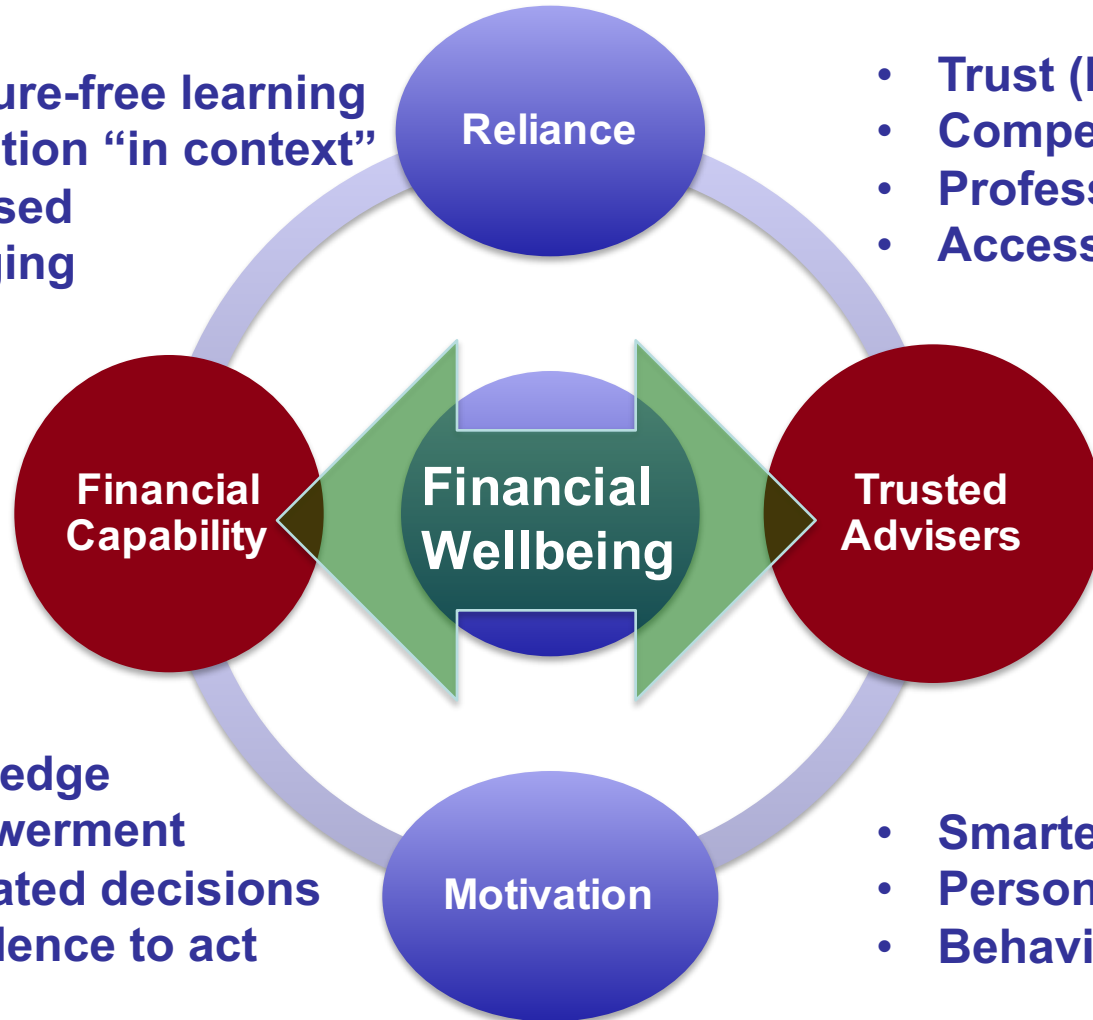 ure-free learning
tion “in context”
sed
ging
Reliance
• Trust (
• Compe
• Profess
• Access
Financial
Capability
Financial
Wellbeing
Trusted
Advisers
edge
werment
ated decisions
dence to act
Motivation
• Smarte
• Person
• Behavi